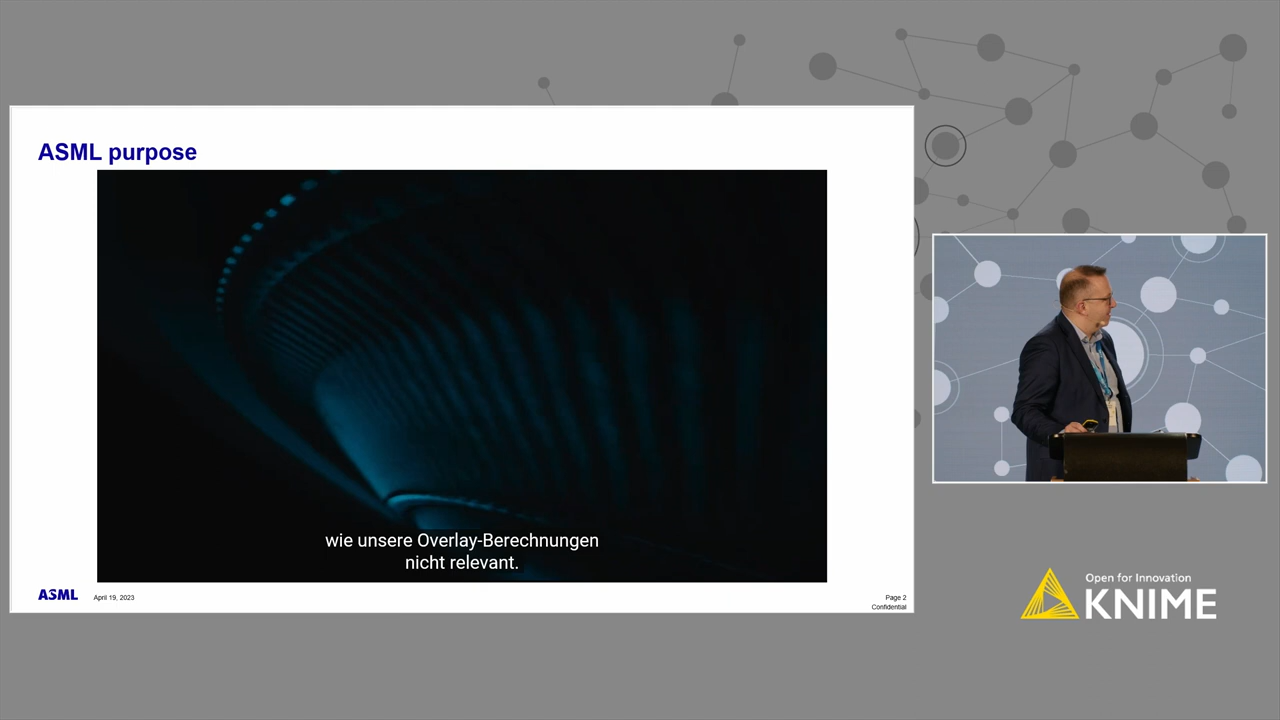 ASML purpose
wie unsere Overlay-Berechnungen
nicht relevant.
ASML
April 19, 2023
Page 2
Confidential
Open for Innovation
KNIME